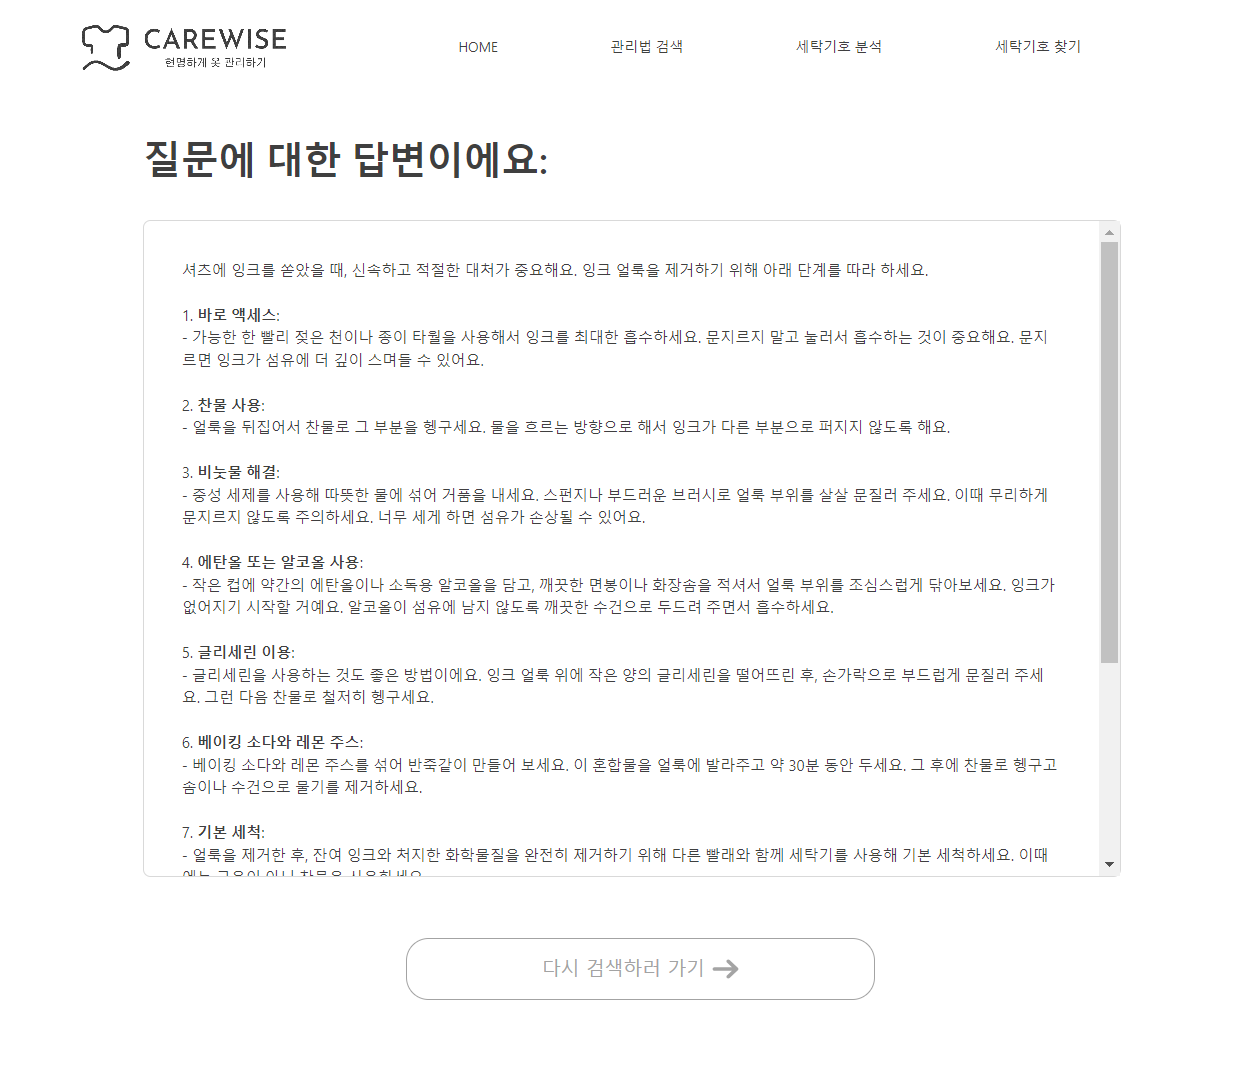 CAREWISE
현명하게 옷 관리하기
HOME
관리법 검색
세탁기호 분석
세탁기호 찾기
질문에 대한 답변이에요:
셔츠에 잉크를 쏟았을 때, 신속하고 적절한 대처가 중요해요. 잉크 얼룩을 제거하기 위해 아래 단계를 따라 하세요.
1. 바로 액세스:
- 가능한 한 빨리 젖은 천이나 종이 타월을 사용해서 잉크를 최대한 흡수하세요. 문지르지 말고 눌러서 흡수하는 것이 중요해요. 문지
르면 잉크가 섬유에 더 깊이 스며들 수 있어요.
2. 찬물 사용:
- 얼룩을 뒤집어서 찬물로 그 부분을 헹구세요. 물을 흐르는 방향으로 해서 잉크가 다른 부분으로 퍼지지 않도록 해요.
3. 비눗물 해결:
- 중성 세제를 사용해 따뜻한 물에 섞어 거품을 내세요. 스펀지나 부드러운 브러시로 얼룩 부위를 살살 문질러 주세요. 이때 무리하게
문지르지 않도록 주의하세요. 너무 세게 하면 섬유가 손상될 수 있어요.
4. 에탄올 또는 알코올 사용:
- 작은 컵에 약간의 에탄올이나 소독용 알코올을 담고, 깨끗한 면봉이나 화장솜을 적셔서 얼룩 부위를 조심스럽게 닦아보세요. 잉크가
없어지기 시작할 거예요. 알코올이 섬유에 남지 않도록 깨끗한 수건으로 두드려 주면서 흡수하세요.
5. 글리세린 이용:
- 글리세린을 사용하는 것도 좋은 방법이에요. 잉크 얼룩 위에 작은 양의 글리세린을 떨어뜨린 후, 손가락으로 부드럽게 문질러 주세
요. 그런 다음 찬물로 철저히 헹구세요.
6. 베이킹 소다와 레몬 주스:
- 베이킹 소다와 레몬 주스를 섞어 반죽같이 만들어 보세요. 이 혼합물을 얼룩에 발라주고 약 30분 동안 두세요. 그 후에 찬물로 헹구고
솜이나 수건으로 물기를 제거하세요.
7. 기본 세척:
- 얼룩을 제거한 후, 잔여 잉크와 처지한 화학물질을 완전히 제거하기 위해 다른 빨래와 함께 세탁기를 사용해 기본 세척하세요. 이때
다시 검색하러 가기